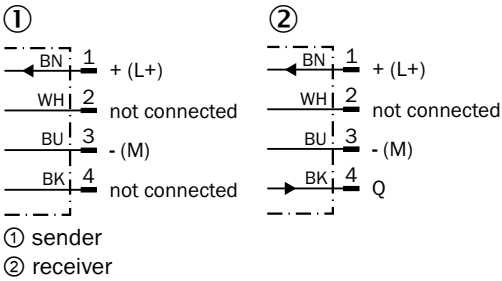 ① ②
BN 1 + (L+)
WH 2 not connected
BU 3 - (M)
BK 4 not connected
BN 1 + (L+)
WH 2 not connected
BU 3 - (M)
BK 4 Q
① sender
② receiver